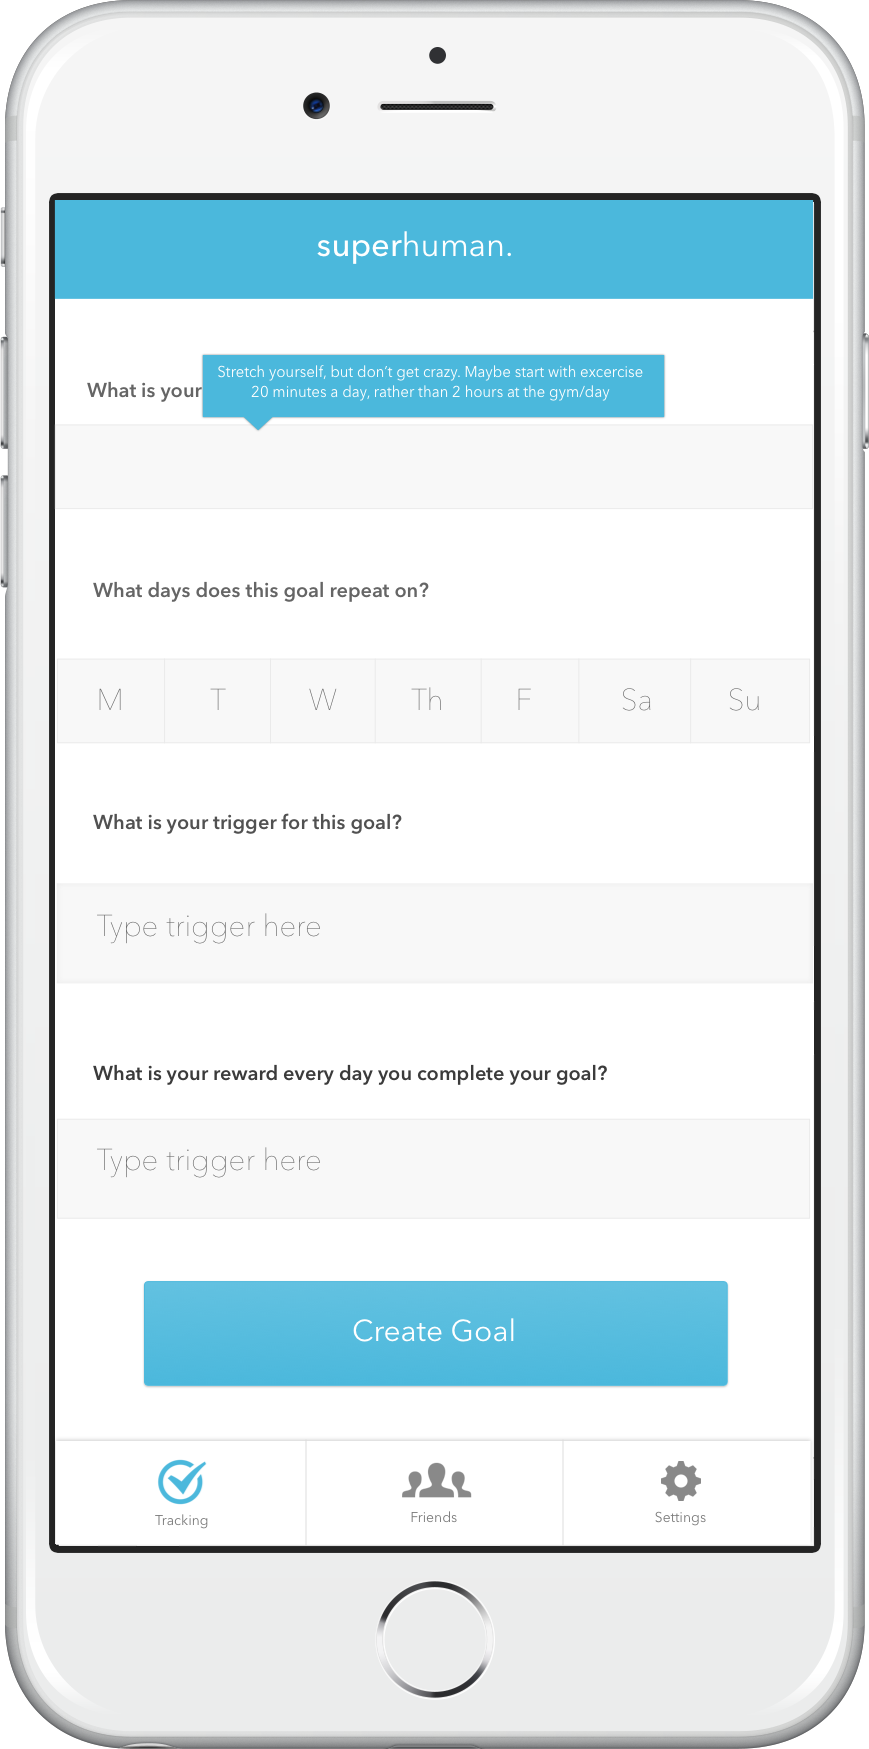 superhuman.
Stretch yourself, but don't get crazy. Maybe start with excercise
20 minutes a day, rather than 2 hours at the gym/day
What is your
What days does this goal repeat on?
M T W Th F Sa Su
What is your trigger for this goal?
Type trigger here
What is your reward every day you complete your goal?
Type trigger here
Create Goal
Tracking Friends Settings